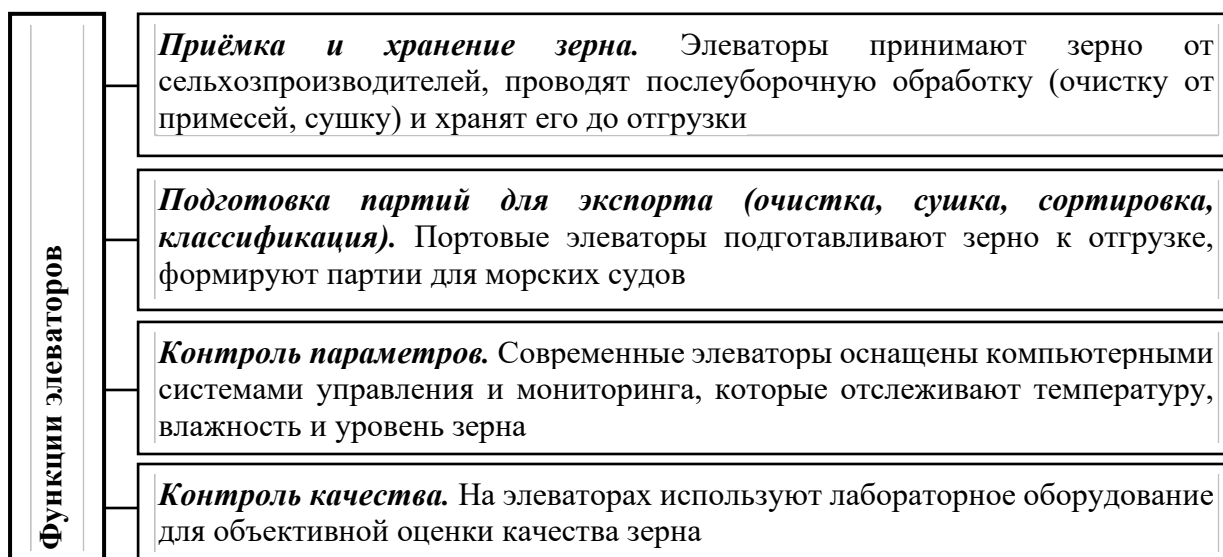 Функции элеваторов
Приёмка и хранение зерна. Элеваторы принимают зерно от
сельхозпроизводителей, проводят послеуборочную обработку (очистку от
примесей, сушку) и хранят его до отгрузки
Подготовка партий для экспорта (очистка, сушка, сортировка,
классификация). Портовые элеваторы подготавливают зерно к отгрузке,
формируют партии для морских судов
Контроль параметров. Современные элеваторы оснащены компьютерными
системами управления и мониторинга, которые отслеживают температуру,
влажность и уровень зерна
Контроль качества. На элеваторах используют лабораторное оборудование
для объективной оценки качества зерна